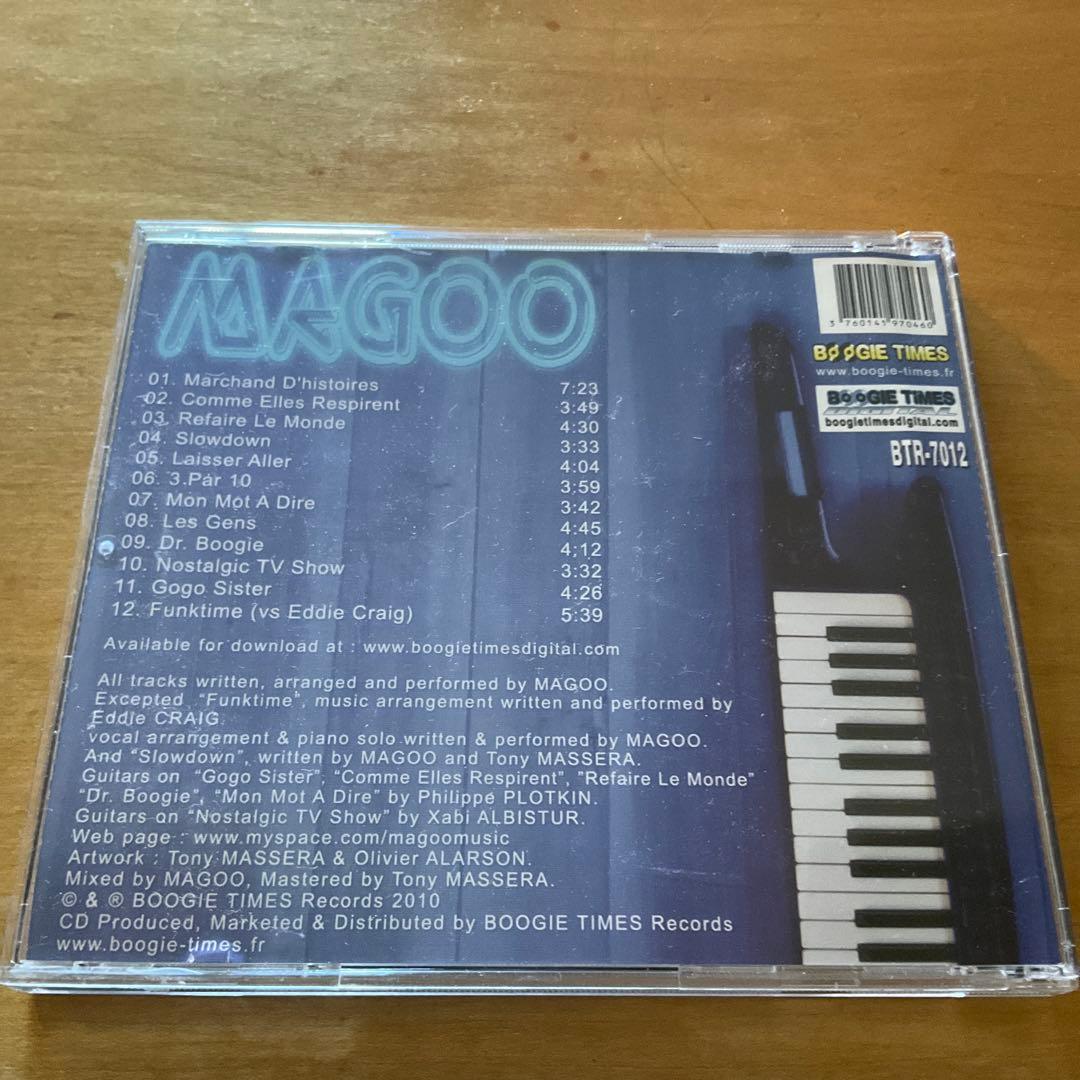 MAGOO
01. Marchand D'histoires 7:23
02. Comme Elles Respirent 3:49
03. Refaire Le Monde 4:30
04. Slowdown 3:33
05. Laisser Aller 4:04
06. 3.Par 10 3:59
07. Mon Mot A Dire 3:42
08. Les Gens 4:45
09. Dr. Boogie 4:12
10. Nostalgic TV Show 3:32
11. Gogo Sister 4:26
12. Funktime (vs Eddie Craig) 5:39
Available for download at : www.boogietimesdigital.com
All tracks written, arranged and performed by MAGOO.
Excepted "Funktime", music arrangement written and performed by
Eddie CRAIG.
vocal arrangement & piano solo written & performed by MAGOO.
And "Slowdown", written by MAGOO and Tony MASSERA.
Guitars on "Gogo Sister", "Comme Elles Respirent", "Refaire Le Monde"
"Dr. Boogie", "Mon Mot A Dire" by Philippe PLOTKIN.
Guitars on "Nostalgic TV Show" by Xabi ALBISTUR.
Web page : www.myspace.com/magoomusic
Artwork : Tony MASSERA & Olivier ALARSON.
Mixed by MAGOO, Mastered by Tony MASSERA.
© & ® BOOGIE TIMES Records 2010
CD Produced, Marketed & Distributed by BOOGIE TIMES Records
www.boogie-times.fr
3 760141 970460
BOOGIE TIMES
www.boogie-times.fr
BOOGIE TIMES
DIGITAL
boogietimesdigital.com
BTR-7012